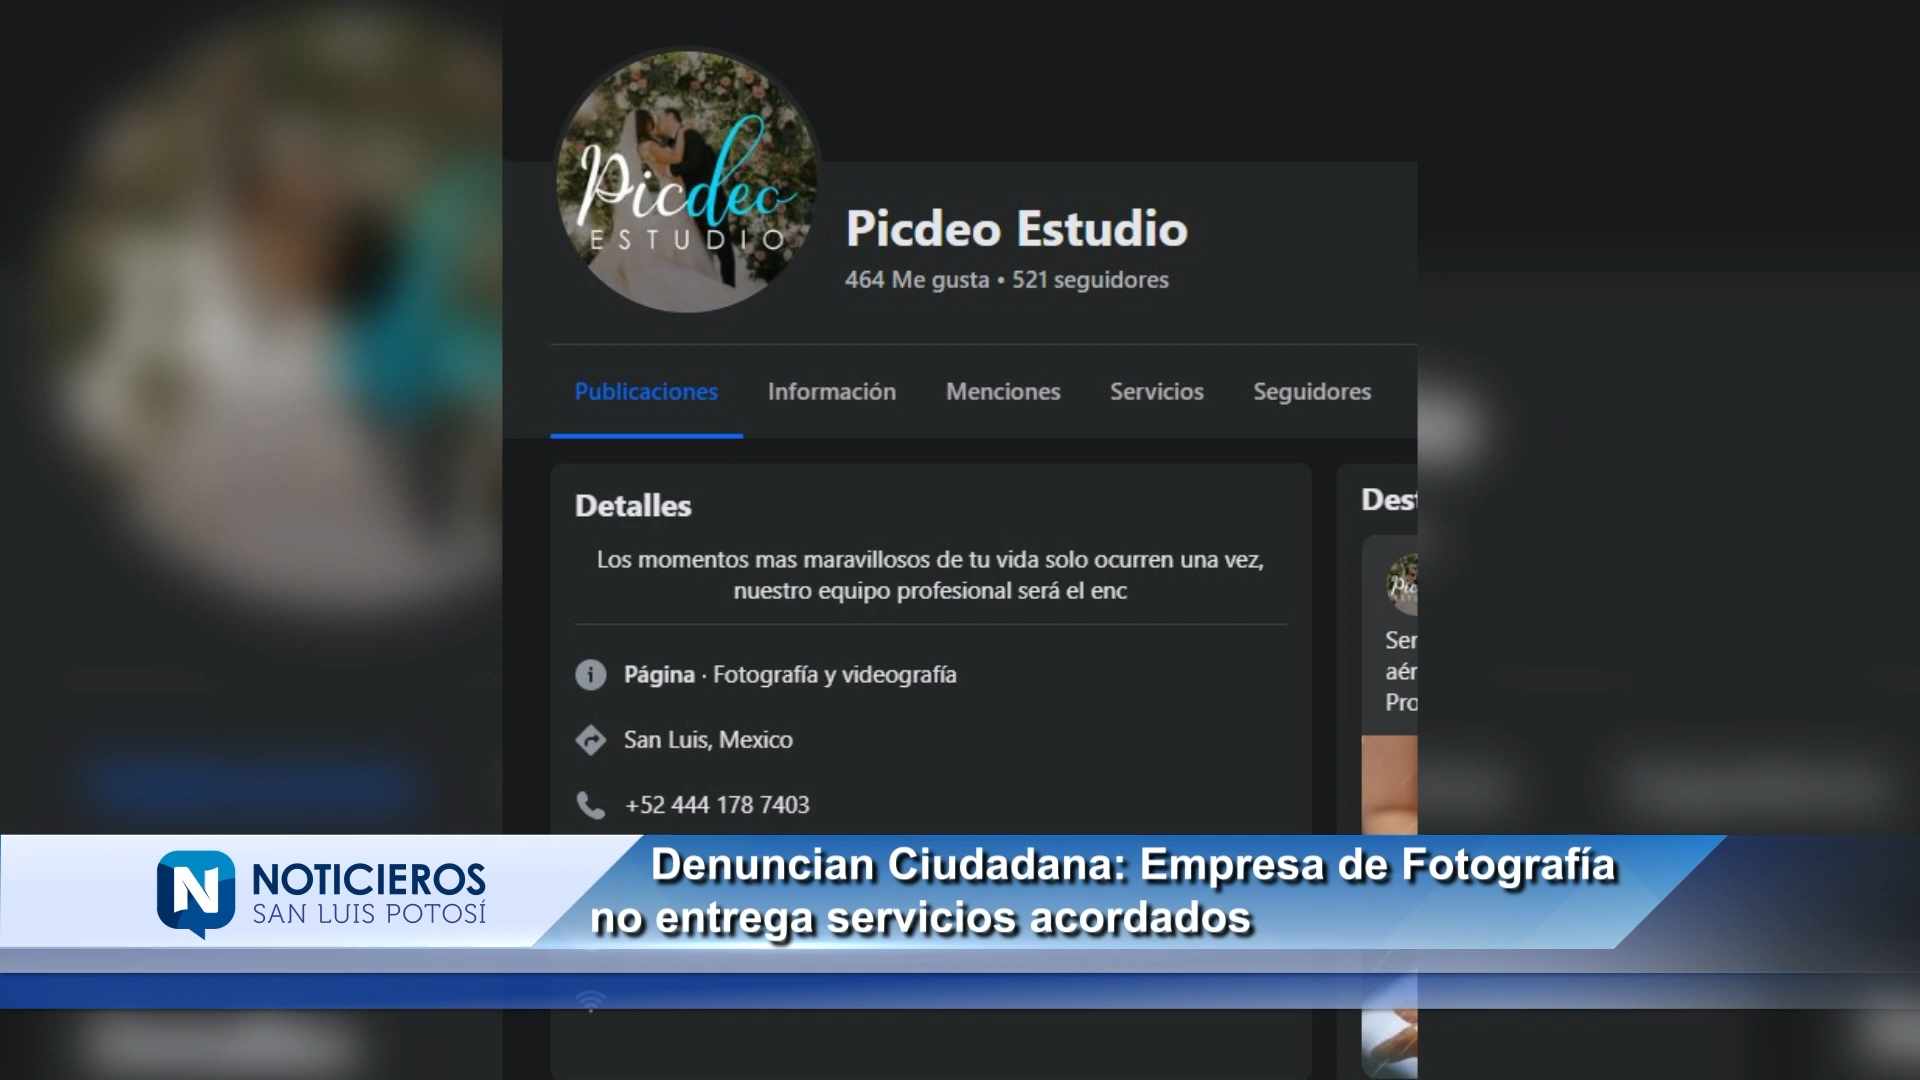 Picdeo
ESTUDIO
Picdeo Estudio
464 Me gusta • 521 seguidores
Publicaciones
Información
Menciones
Servicios
Seguidores
Detalles
Los momentos mas maravillosos de tu vida solo ocurren una vez,
nuestro equipo profesional será el enc
Página · Fotografía y videografía
San Luis, Mexico
+52 444 178 7403
Dest
Ser
aér
Pro
NOTICIEROS
SAN LUIS POTOSÍ
Denuncian Ciudadana: Empresa de Fotografía
no entrega servicios acordados